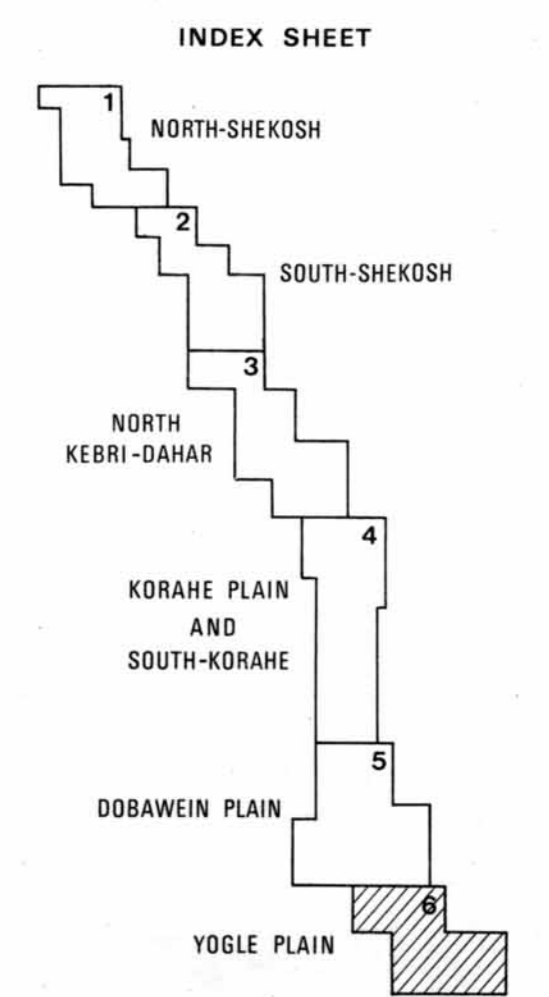 INDEX SHEET
1
NORTH-SHEKOSH
2
SOUTH-SHEKOSH
3
NORTH
KEBRI-DAHAR
4
KORAHE PLAIN
AND
SOUTH-KORAHE
5
DOBAWEIN PLAIN
6
YOGLE PLAIN